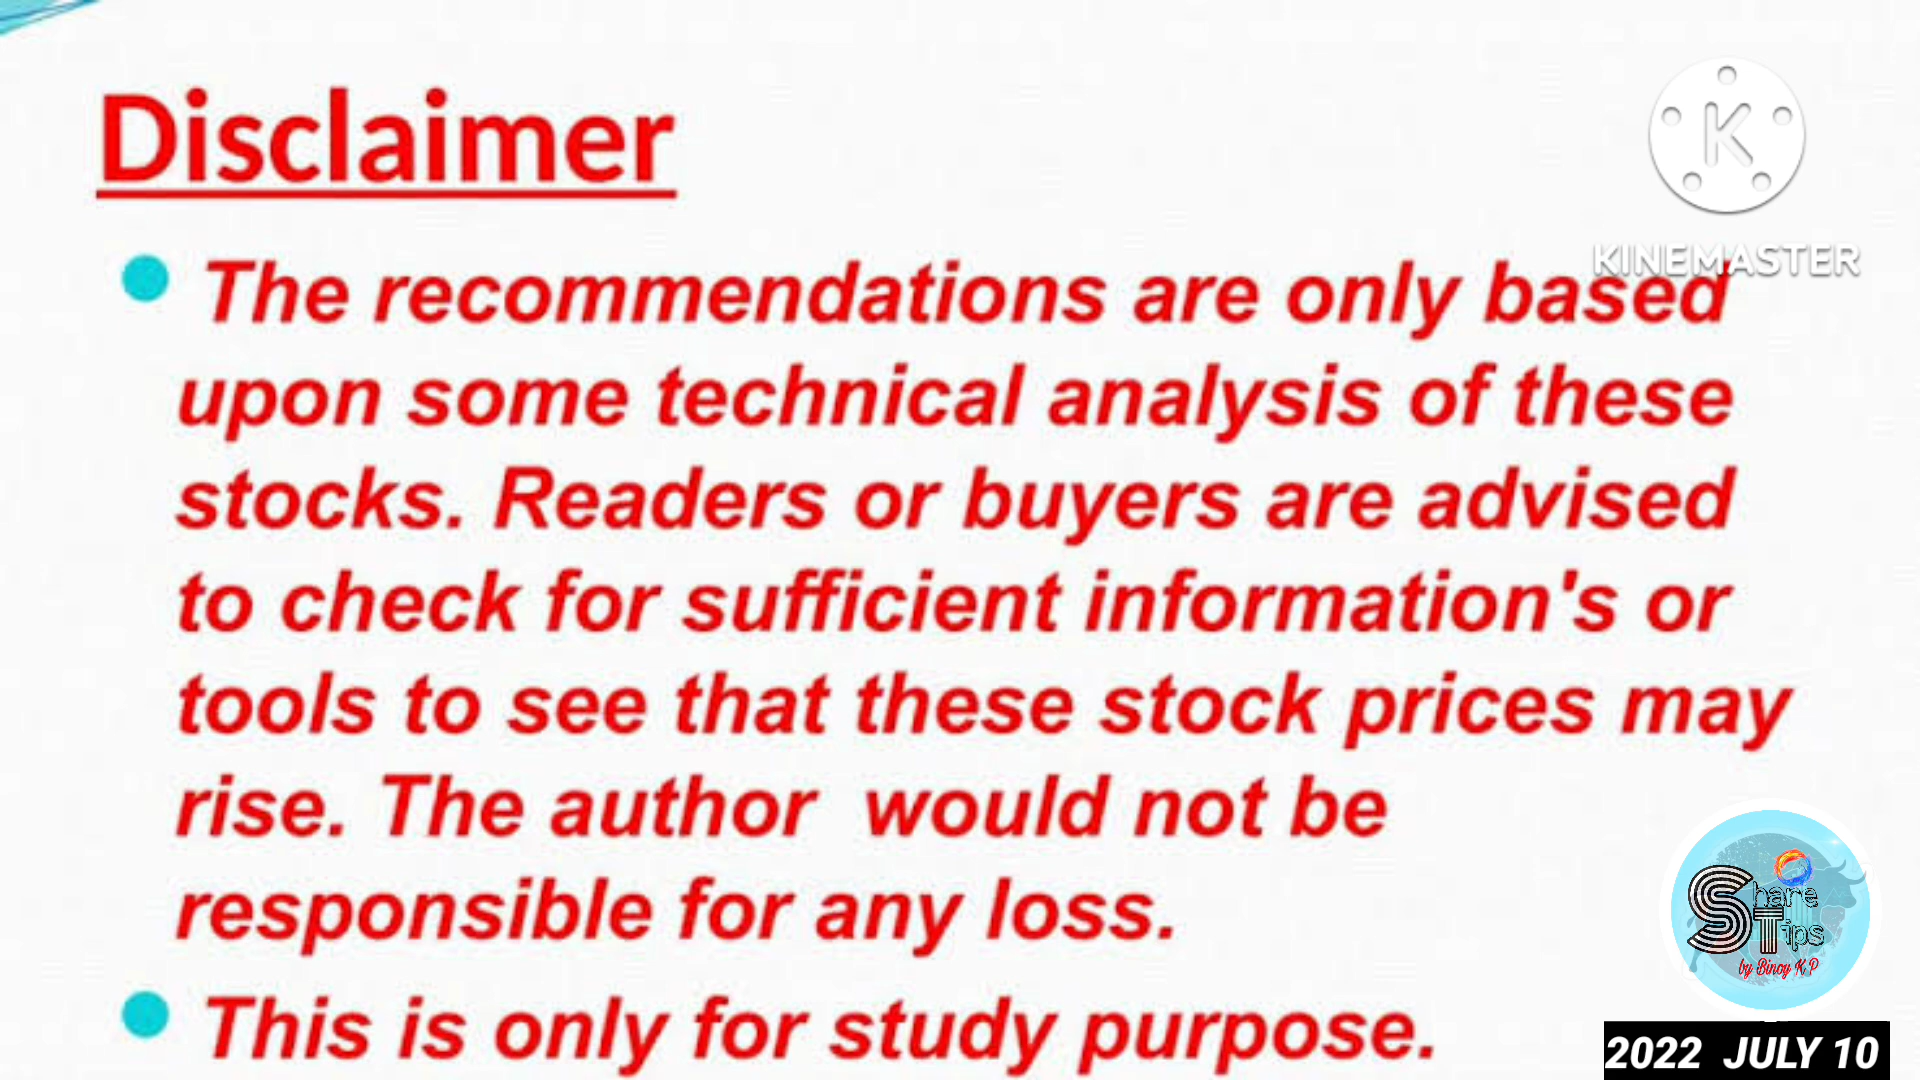 Disclaimer
The recommendations are only based
upon some technical analysis of these
stocks. Readers or buyers are advised
to check for sufficient information's or
tools to see that these stock prices may
rise. The author would not be
responsible for any loss.
This is only for study purpose.
K
KINEMASTER
Share
Tips
by Binoy K P
2022 JULY 10